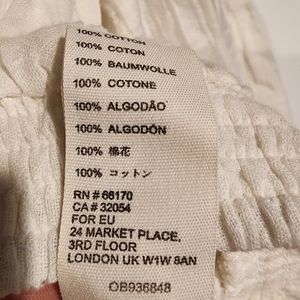 100% COTTON
100% COTON
100% BAUMWOLLE
100% COTONE
100% ALGODÃO
100% ALGODÓN
100% 棉花
100% コットン
RN # 66170
CA # 32054
FOR EU
24 MARKET PLACE,
3RD FLOOR
LONDON UK W1W 8AN
OB936848